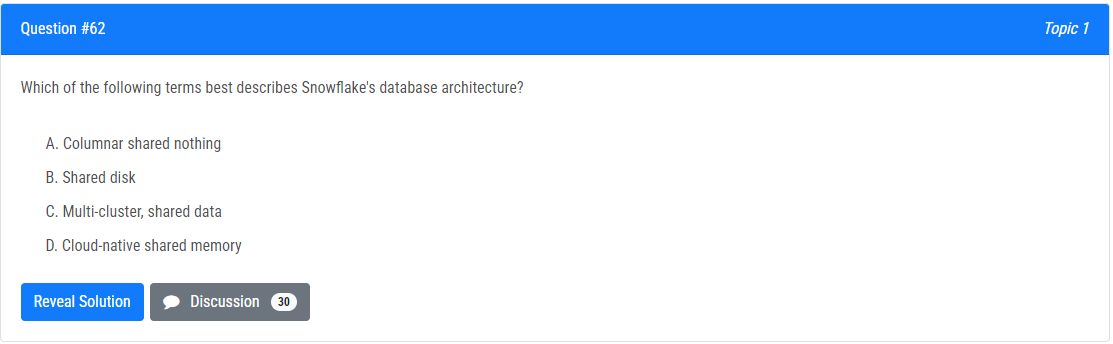 Question #62
Topic 1
Which of the following terms best describes Snowflake's database architecture?
A. Columnar shared nothing
B. Shared disk
C. Multi-cluster, shared data
D. Cloud-native shared memory
Reveal Solution
Discussion 30